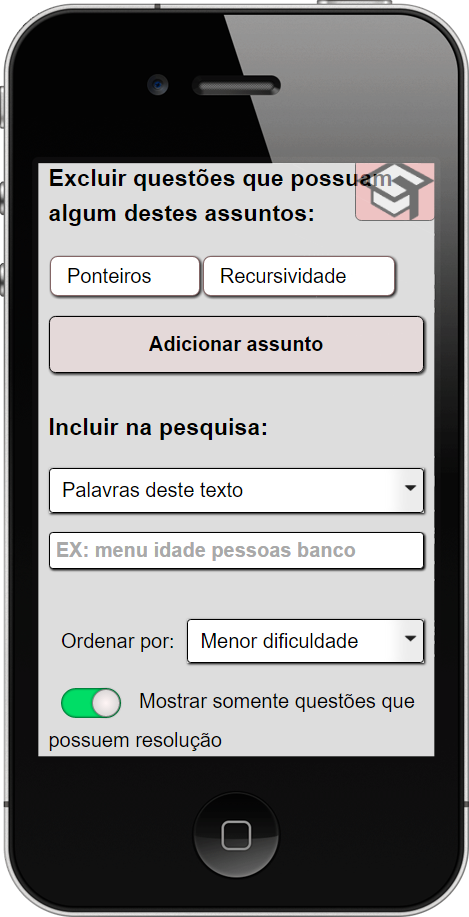 Excluir questões que possuam
algum destes assuntos:
Ponteiros Recursividade
Adicionar assunto
Incluir na pesquisa:
Palavras deste texto
EX: menu idade pessoas banco
Ordenar por: Menor dificuldade
Mostrar somente questões que
possuem resolução